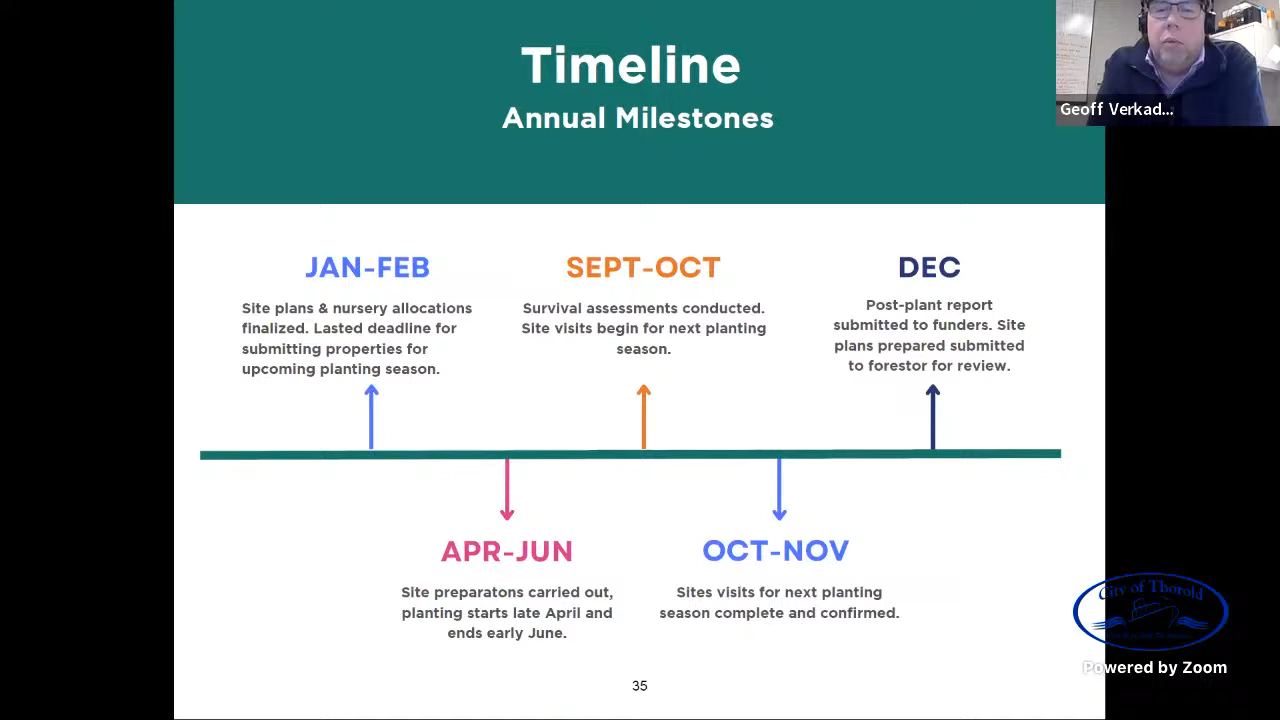 Timeline
Annual Milestones
Geoff Verkad...
JAN-FEB
Site plans & nursery allocations
finalized. Lasted deadline for
submitting properties for
upcoming planting season.
SEPT-OCT
Survival assessments conducted.
Site visits begin for next planting
season.
DEC
Post-plant report
submitted to funders. Site
plans prepared submitted
to forestor for review.
APR-JUN
Site preparatons carried out,
planting starts late April and
ends early June.
OCT-NOV
Sites visits for next planting
season complete and confirmed.
City of Thorold
Powered by Zoom
35